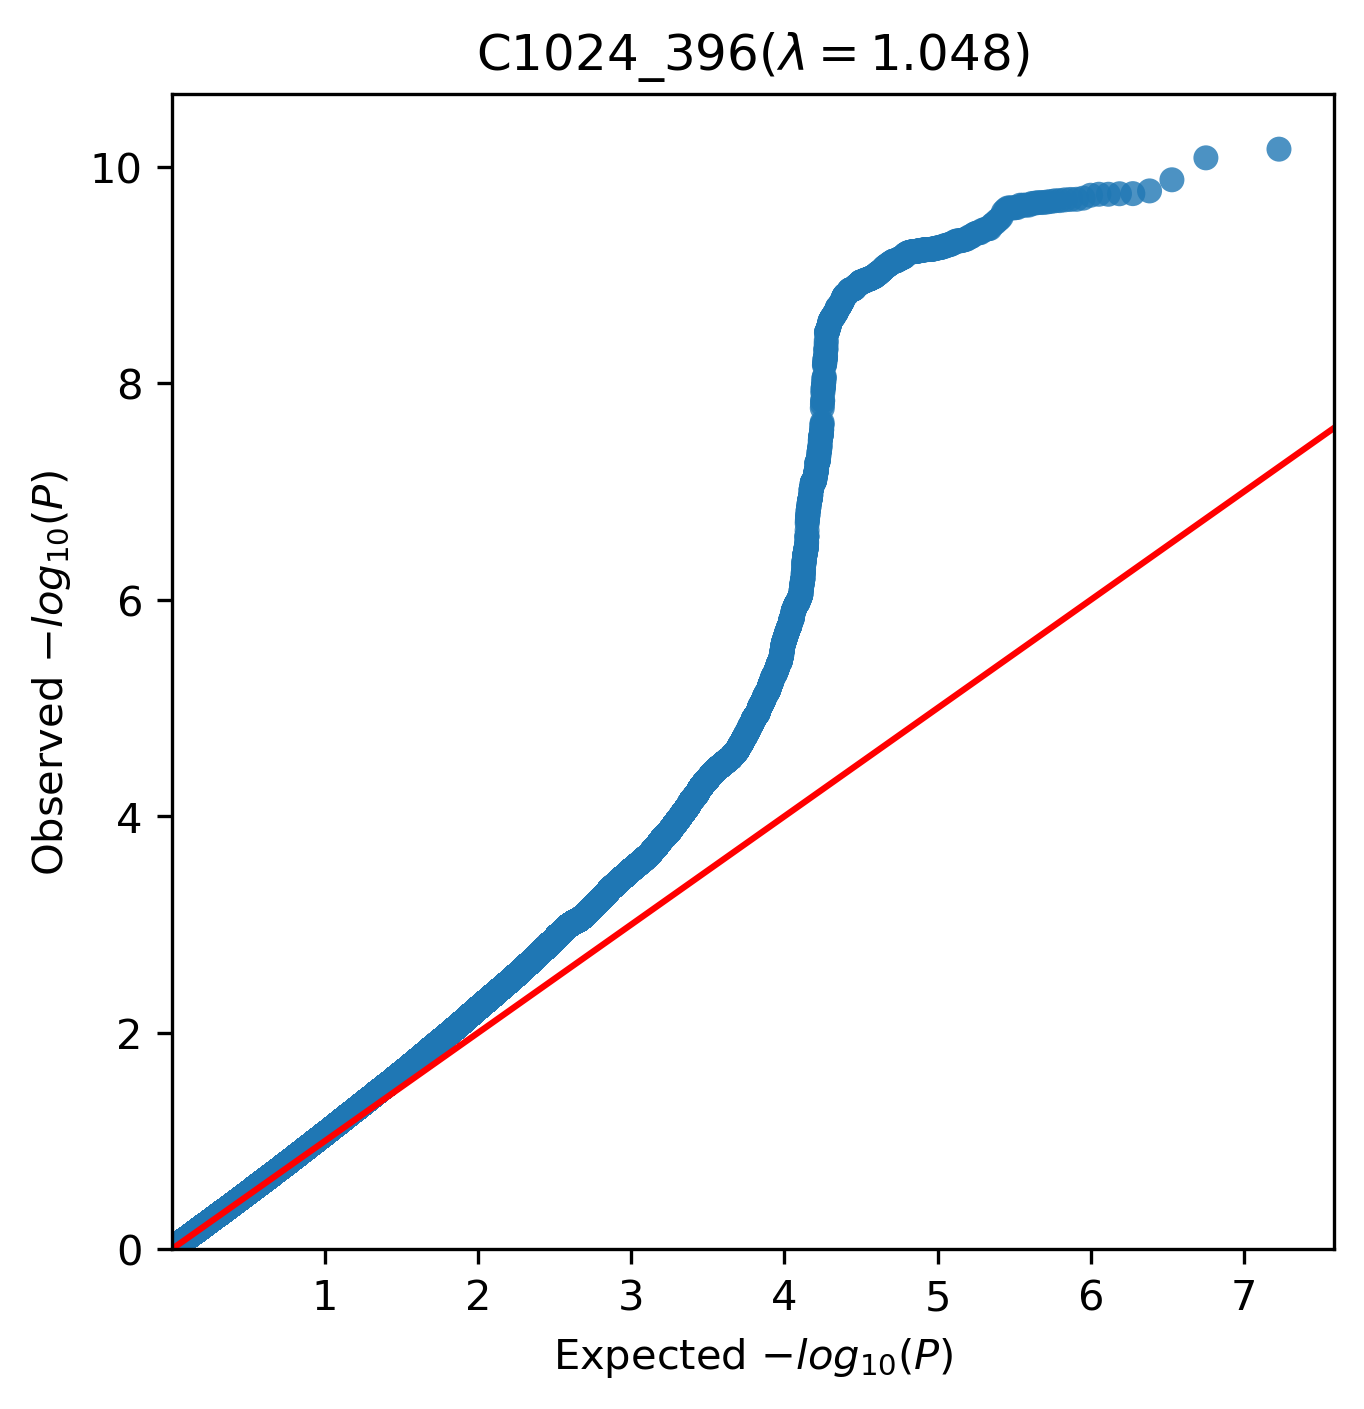 C1024_396(λ = 1.048)
10
8
6
4
2
0
Observed −log₁₀(P)
1 2 3 4 5 6 7
Expected −log₁₀(P)